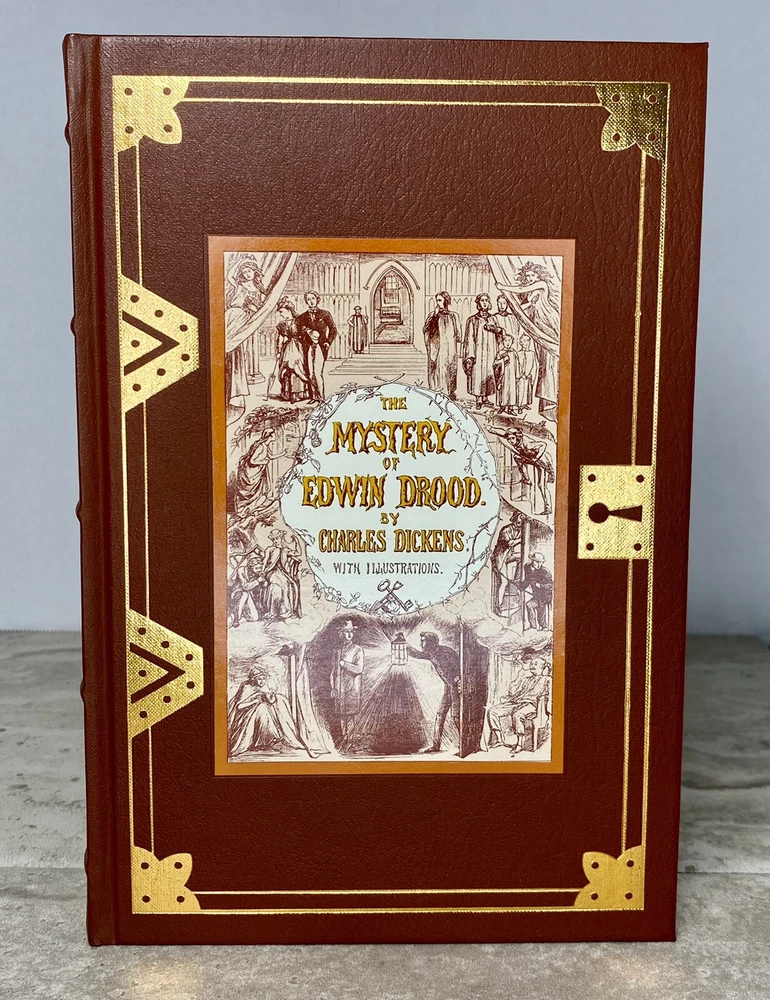 THE
MYSTERY
OF
EDWIN DROOD.
BY
CHARLES DICKENS.
WITH ILLUSTRATIONS.